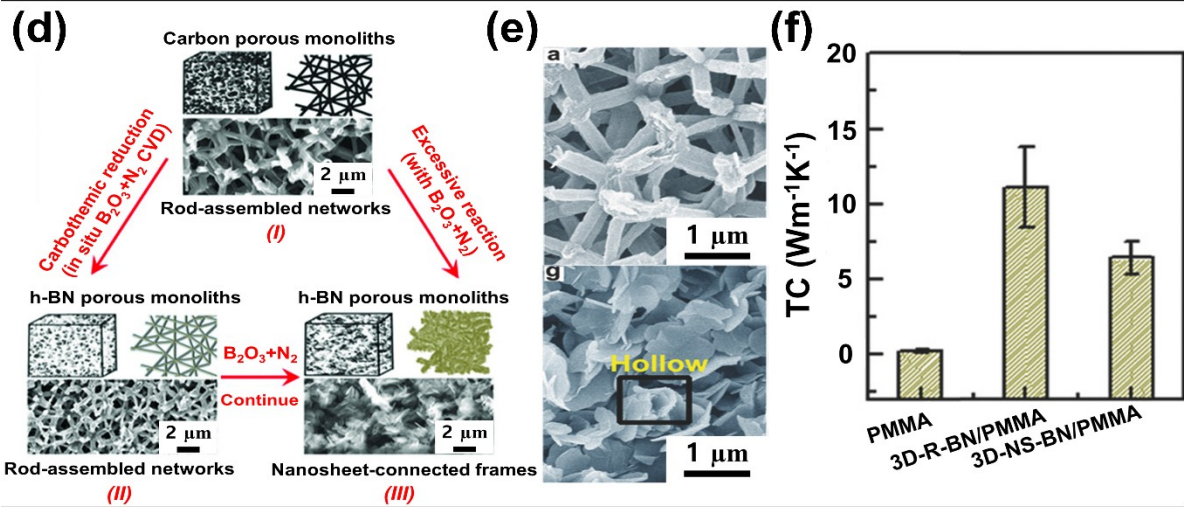 (d)
Carbon porous monoliths
2 µm
Rod-assembled networks
(I)
Carbothemic reduction
(in situ B₂O₃+N₂ CVD)
Excessive reaction
(with B₂O₃+N₂)
h-BN porous monoliths
2 µm
Rod-assembled networks
(II)
B₂O₃+N₂
Continue
h-BN porous monoliths
2 µm
Nanosheet-connected frames
(III)
(e)
a
1 µm
g
Hollow
1 µm
(f)
TC (Wm⁻¹K⁻¹)
20
15
10
5
0
PMMA
3D-R-BN/PMMA
3D-NS-BN/PMMA